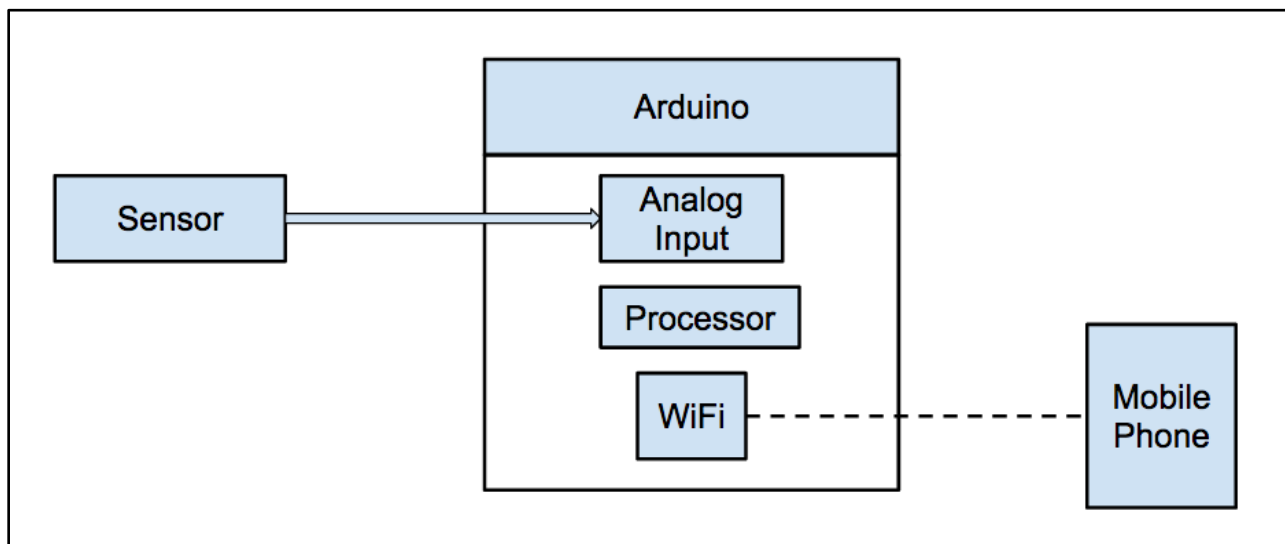 Arduino
Sensor
Analog
Input
Processor
WiFi
Mobile
Phone